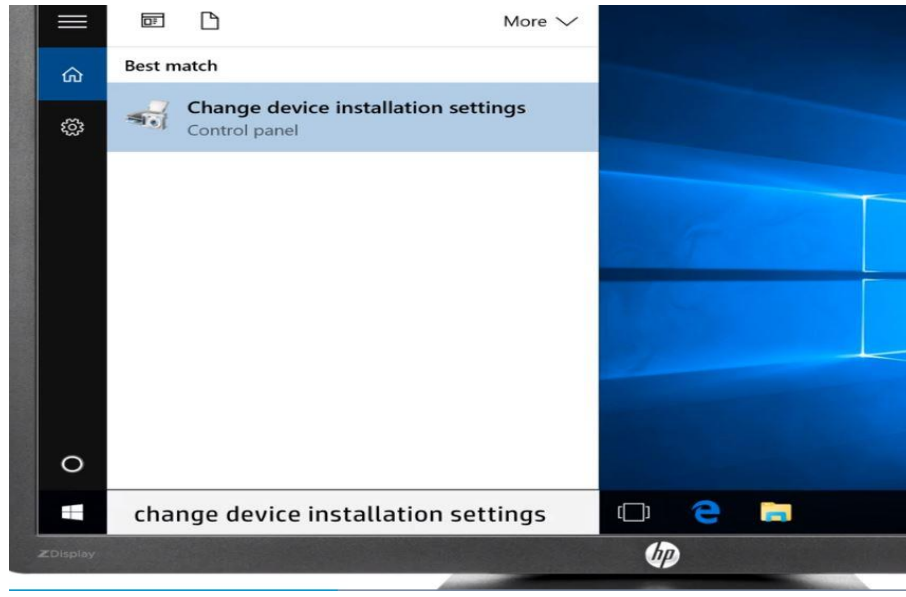 More
Best match
Change device installation settings
Control panel
change device installation settings
ZDisplay
hp